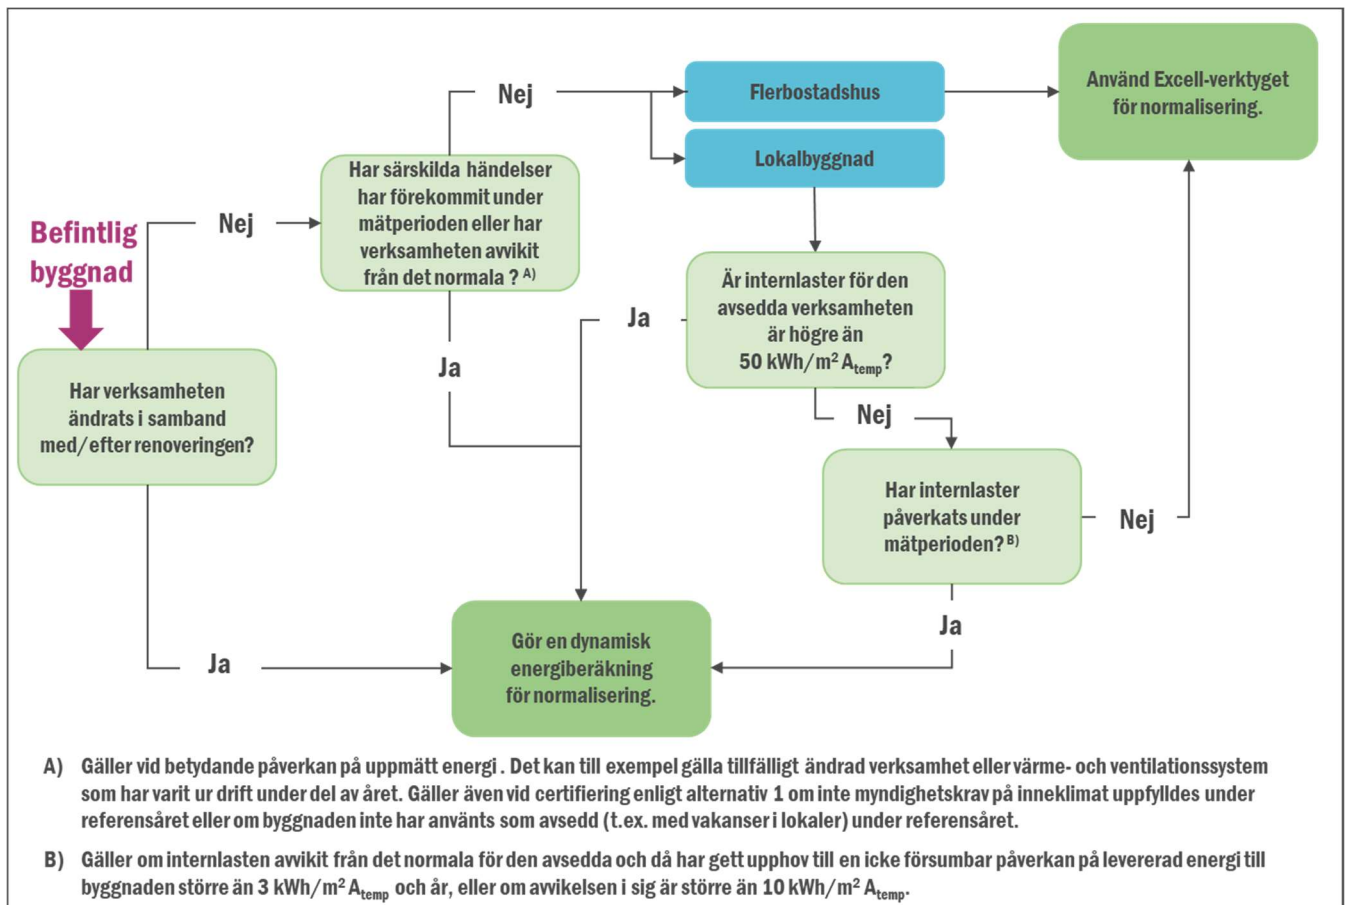 Befintlig
byggnad
Har verksamheten
ändrats i samband
med/efter renoveringen?
Nej
Har särskilda händelser
har förekommit under
mätperioden eller har
verksamheten avvikit
från det normala ? A)
Nej
Flerbostadshus
Lokalbyggnad
Använd Excell-verktyget
för normalisering.
Ja
Är internlaster för den
avsedda verksamheten
är högre än
50 kWh/m² Atemp?
Ja
Nej
Har internlaster
påverkats under
mätperioden? B)
Nej
Ja
Gör en dynamisk
energiberäkning
för normalisering.
Ja
A) Gäller vid betydande påverkan på uppmätt energi . Det kan till exempel gälla tillfälligt ändrad verksamhet eller värme- och ventilationssystem
som har varit ur drift under del av året. Gäller även vid certifiering enligt alternativ 1 om inte myndighetskrav på inneklimat uppfylldes under
referensåret eller om byggnaden inte har använts som avsedd (t.ex. med vakanser i lokaler) under referensåret.
B) Gäller om internlasten avvikit från det normala för den avsedda och då har gett upphov till en icke försumbar påverkan på levererad energi till
byggnaden större än 3 kWh/m² Atemp och år, eller om avvikelsen i sig är större än 10 kWh/m² Atemp.